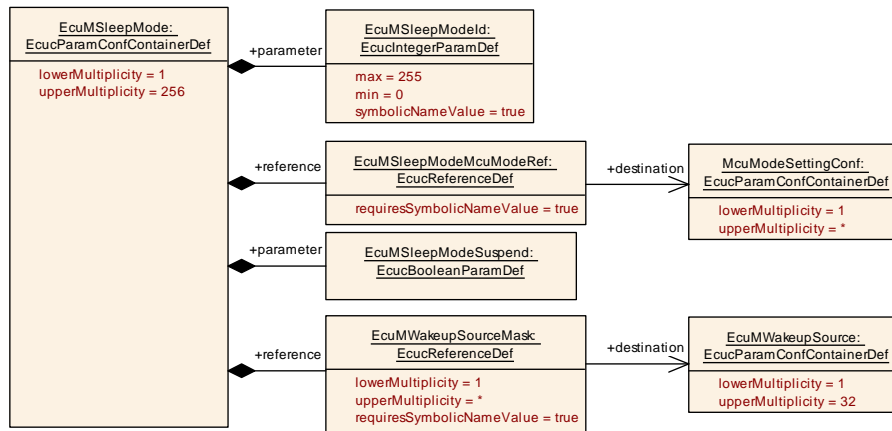 EcuMSleepMode:
EcucParamConfContainerDef
lowerMultiplicity = 1
upperMultiplicity = 256
+parameter
EcuMSleepModeId:
EcucIntegerParamDef
max = 255
min = 0
symbolicNameValue = true
+reference
EcuMSleepModeMcuModeRef:
EcucReferenceDef
requiresSymbolicNameValue = true
+destination
McuModeSettingConf:
EcucParamConfContainerDef
lowerMultiplicity = 1
upperMultiplicity = *
+parameter
EcuMSleepModeSuspend:
EcucBooleanParamDef
+reference
EcuMWakeupSourceMask:
EcucReferenceDef
lowerMultiplicity = 1
upperMultiplicity = *
requiresSymbolicNameValue = true
+destination
EcuMWakeupSource:
EcucParamConfContainerDef
lowerMultiplicity = 1
upperMultiplicity = 32